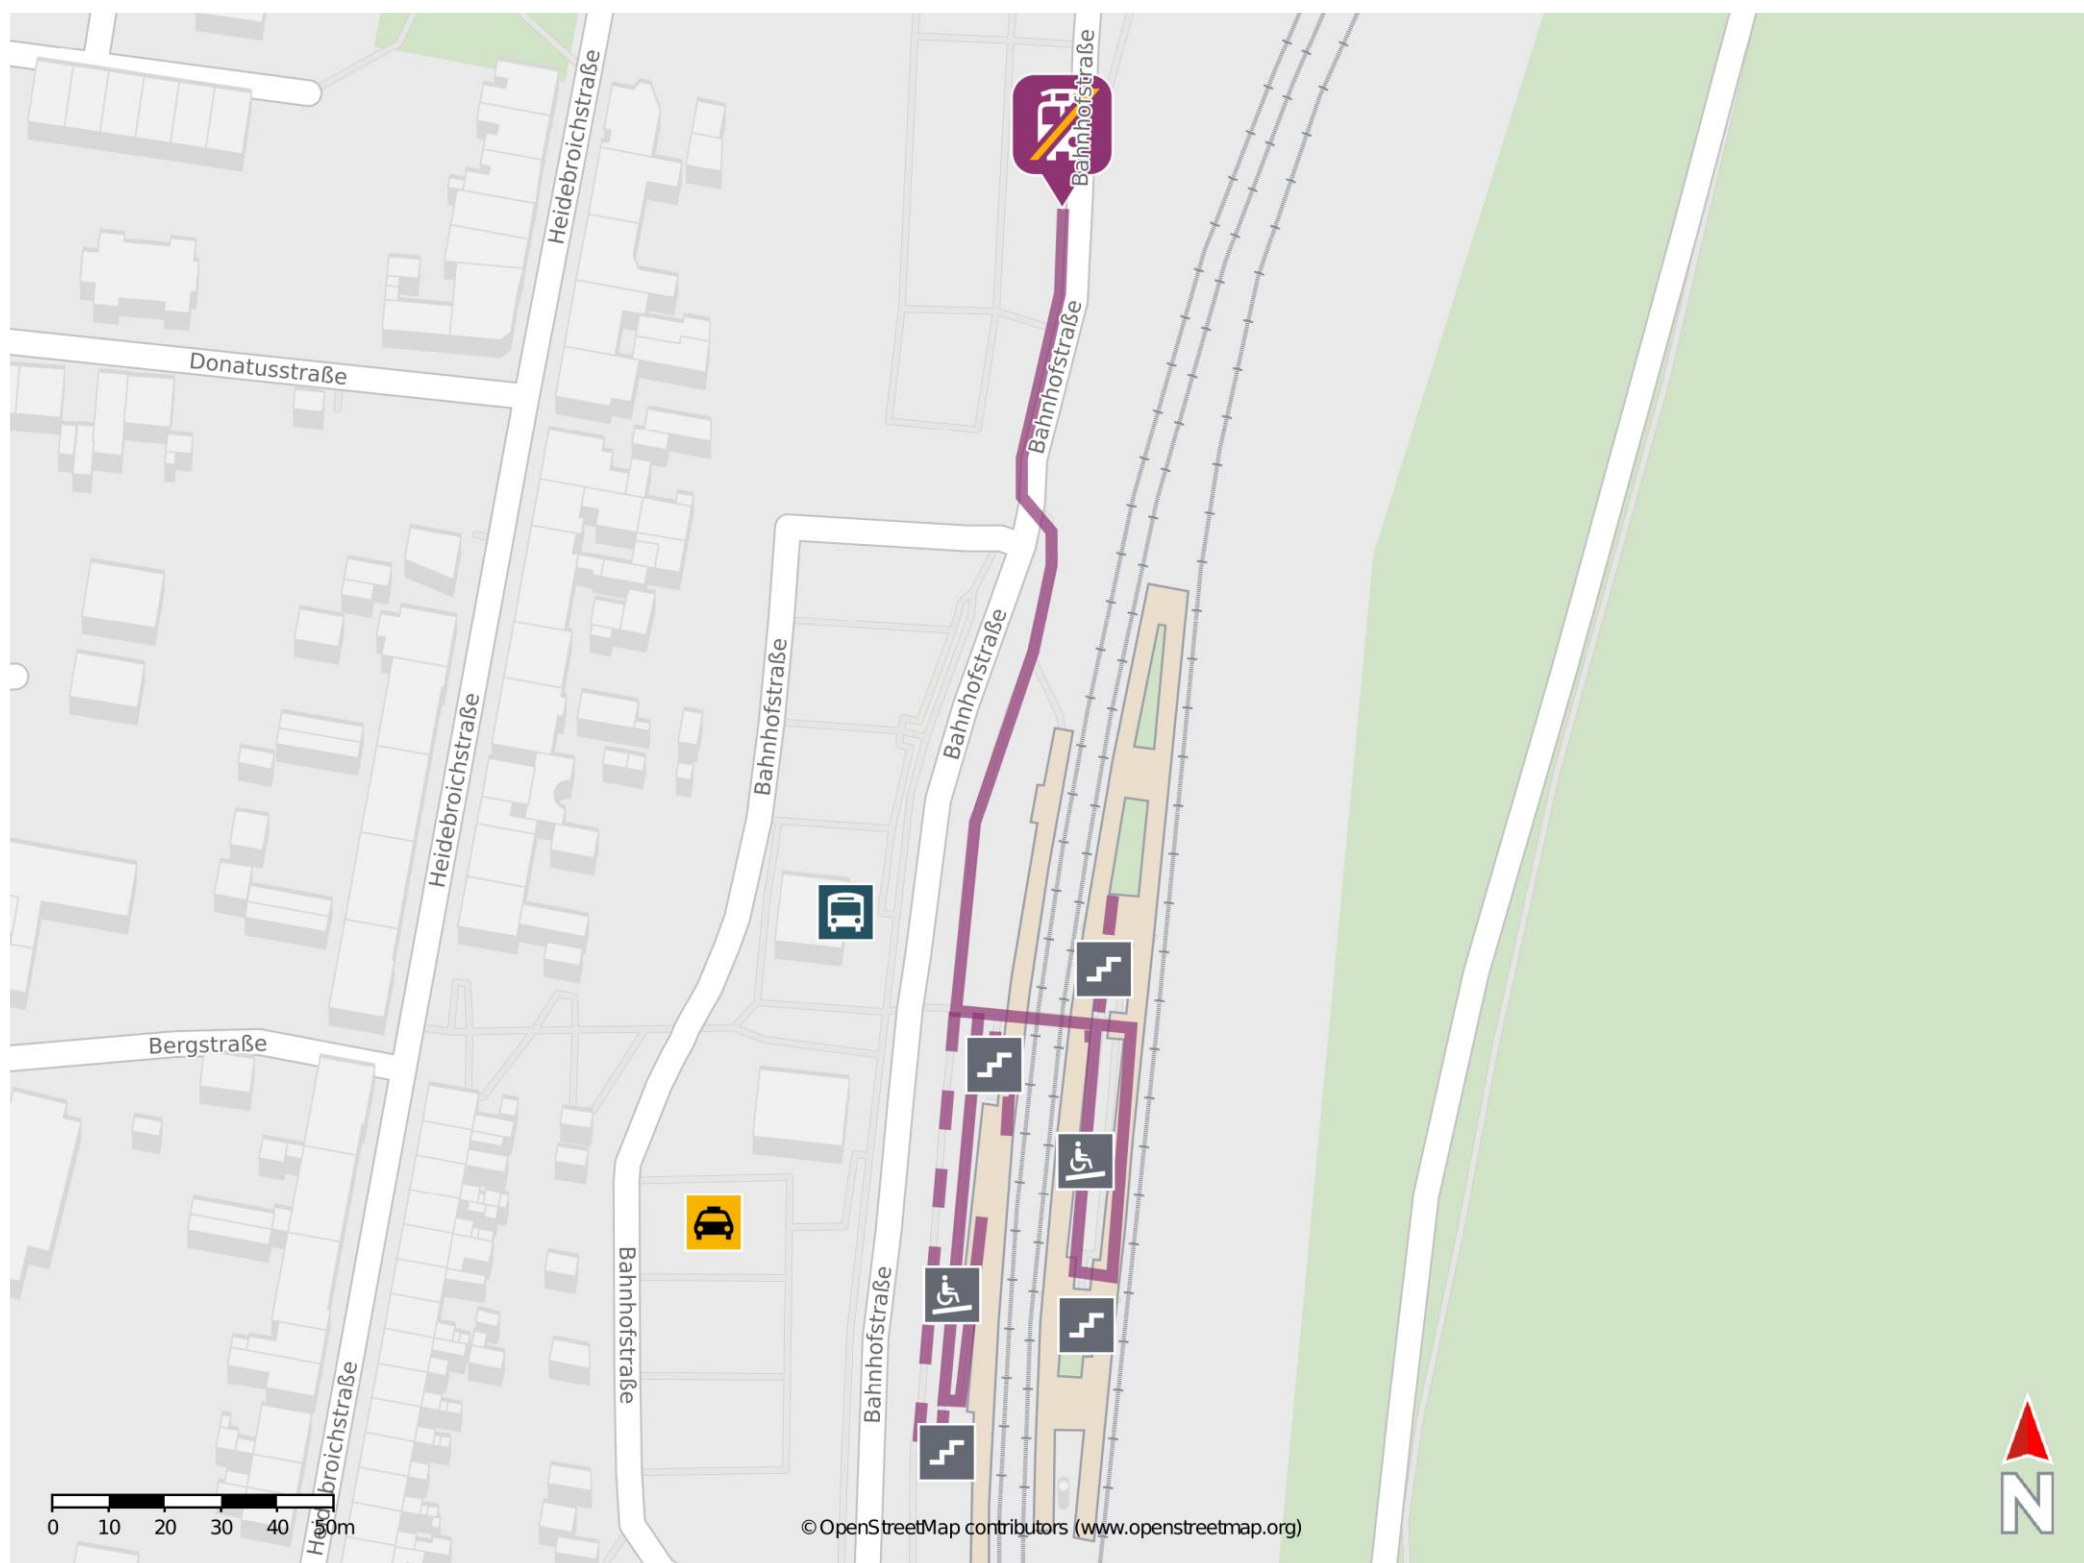 Bahnhofstraße
Heidebroichstraße
Bahnhofstraße
Donatusstraße
Bahnhofstraße
Bahnhofstraße
Heidebroichstraße
Bergstraße
Bahnhofstraße
Bahnhofstraße
Heidebroichstraße
0 10 20 30 40 50m
© OpenStreetMap contributors (www.openstreetmap.org)
N